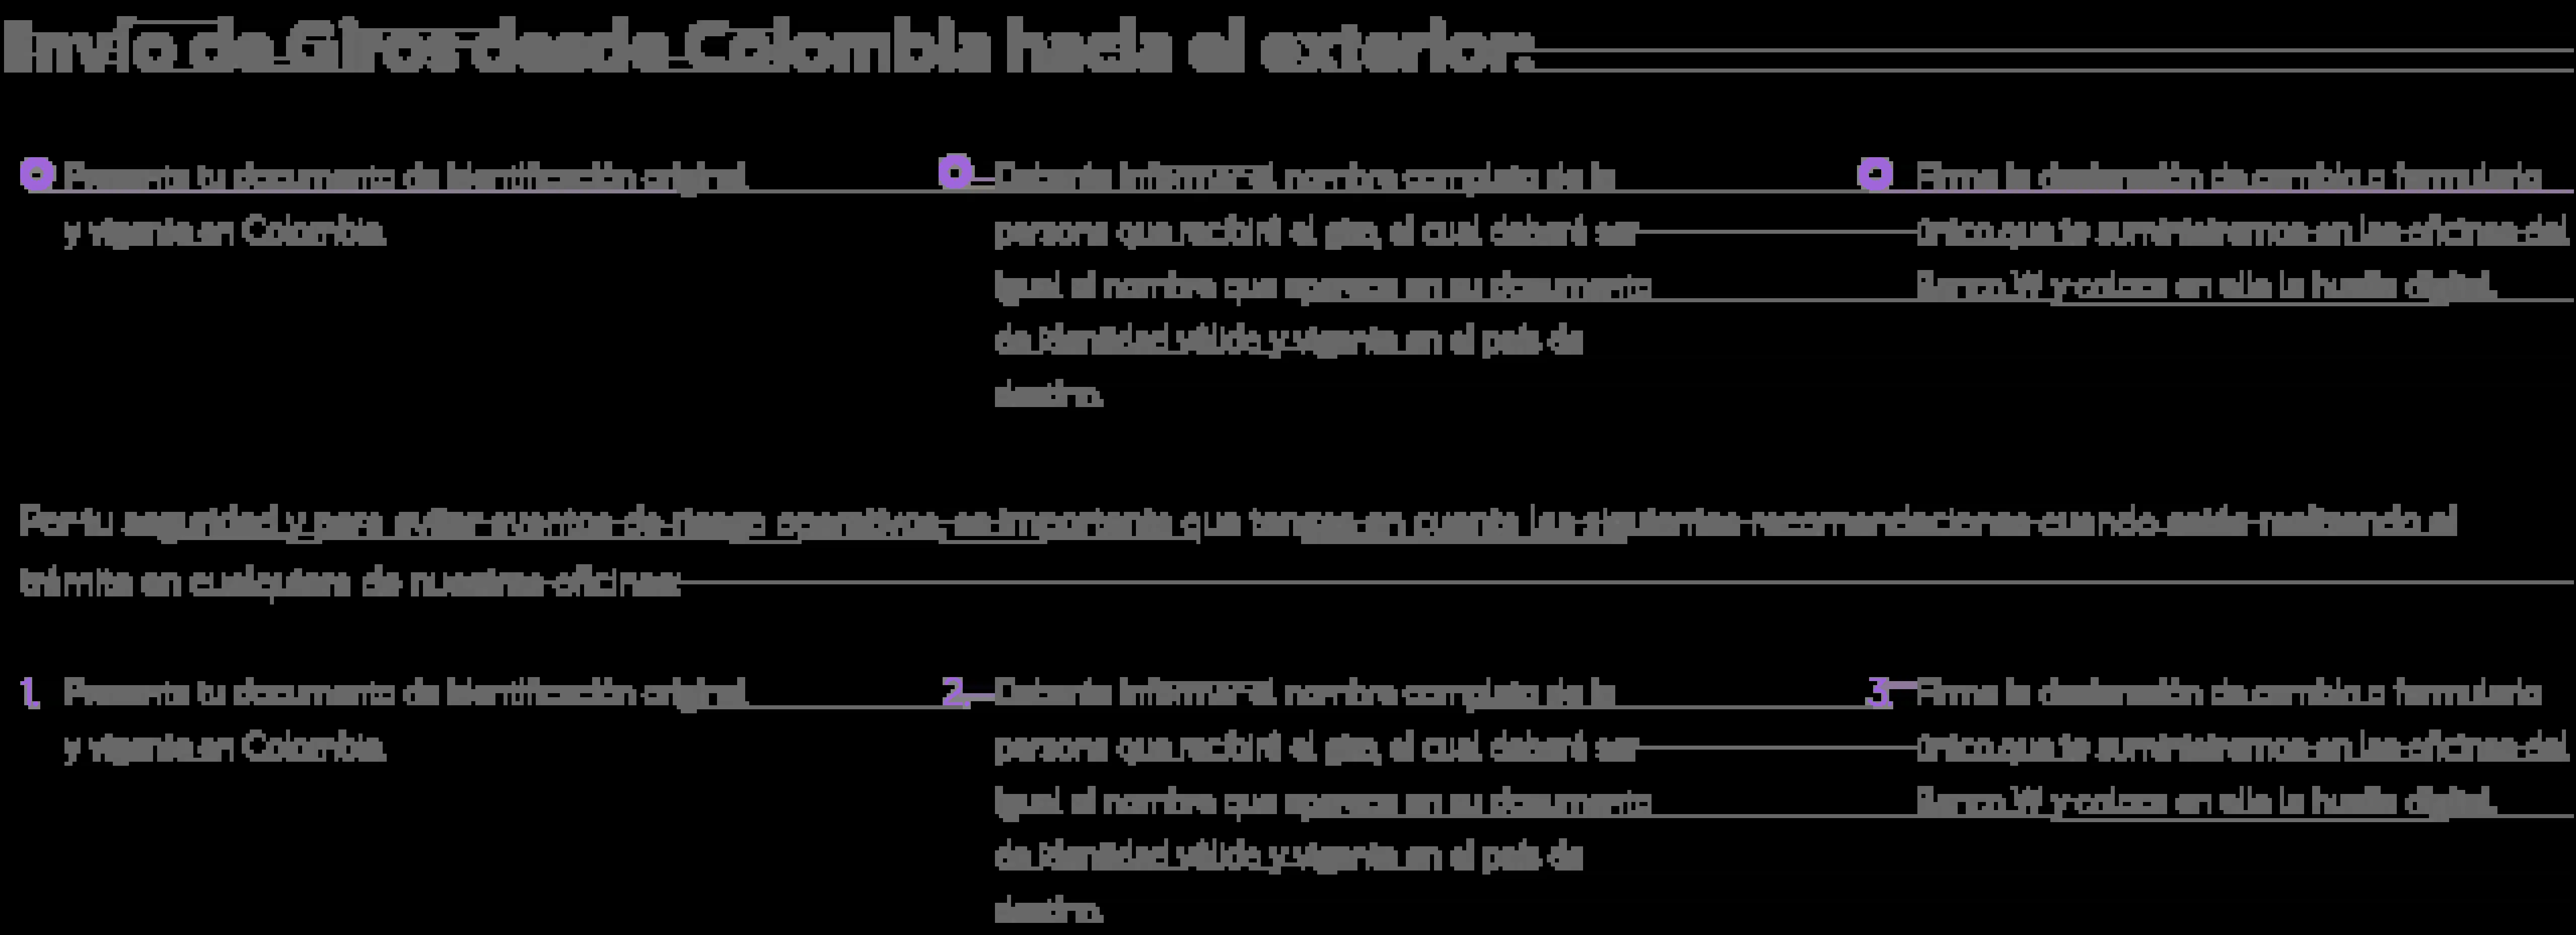 Envío de Giros desde Colombia hacia el exterior:
Presenta tu documento de identificación original
y vigente en Colombia.
Debes informar el nombre completo de la
persona que recibirá el giro, el cual deberá ser
igual al nombre que aparece en su documento
de identidad válido y vigente en el país de
destino.
Firma la declaración de cambio o formulario
único que te suministraremos en las oficinas del
Banco W y coloca en ella la huella digital.
Por tu seguridad y para evitar eventos de riesgo operativo es importante que tengas en cuenta las siguientes recomendaciones cuando estés realizando el
trámite en cualquiera de nuestras oficinas:
1. Presenta tu documento de identificación original
y vigente en Colombia.
2. informar el nombre completo de la
persona que recibirá el giro, el cual deberá ser
igual al nombre que aparece en su documento
de identidad válido y vigente en el país de
destino.
3. Firma la declaración de cambio o formulario
único que te suministraremos en las oficinas del
Banco W y coloca en ella la huella digital.